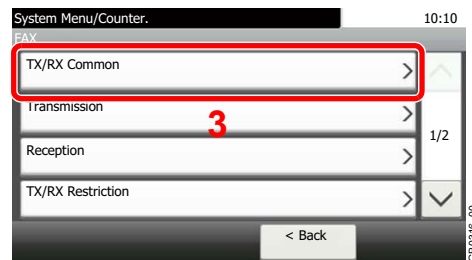 System Menu/Counter.
10:10
FAX
TX/RX Common
Transmission
3
1/2
Reception
TX/RX Restriction
< Back